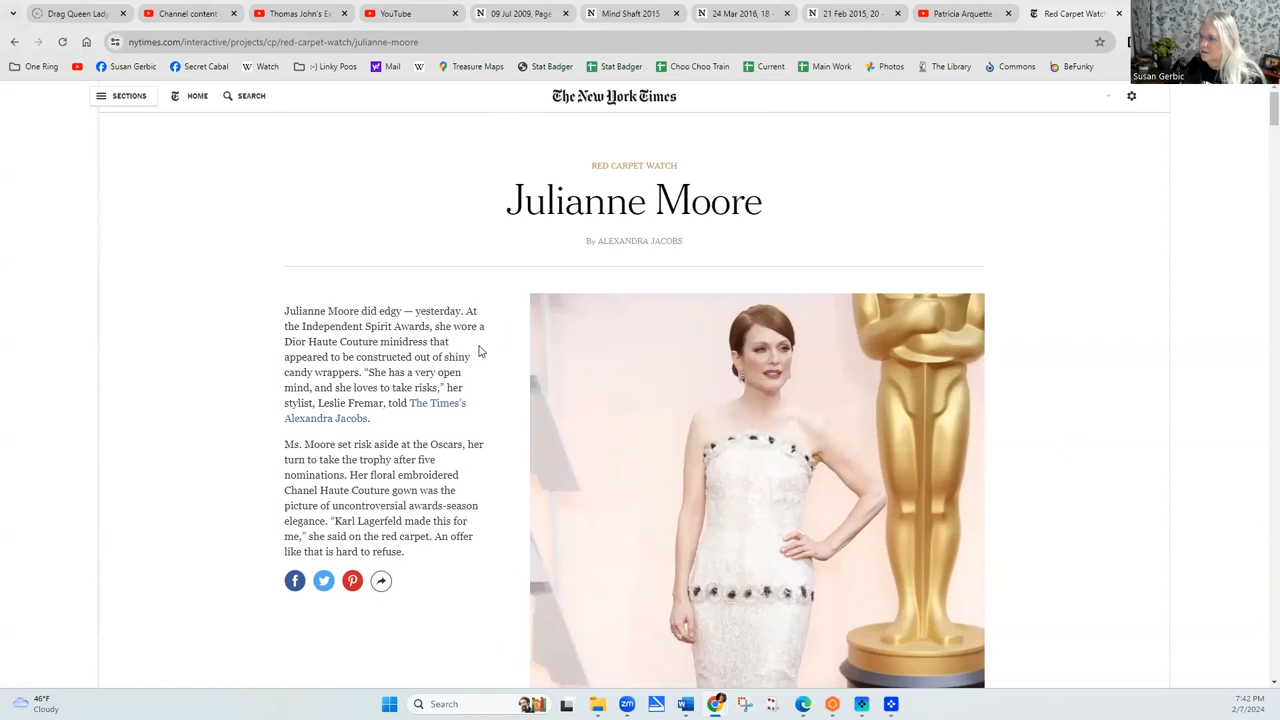 Drag Queen Lady
Channel content
Thomas John's E
YouTube
09 Jul 2009, Page
Mind Shaft 2015
24 Mar 2016, 18 -
21 Feb 2015, 20 -
Patricia Arquette
Red Carpet Watch
nytimes.com/interactive/projects/cp/red-carpet-watch/julianne-moore
One Ring
Susan Gerbic
Secret Cabal
Watch
:-) Linky Poos
Mail
Treasure Maps
Stat Badger
Stat Badger
Choo Choo Train
Current
Main Work
Photos
The Library
Commons
BeFunky
Susan Gerbic
SECTIONS HOME SEARCH
The New York Times
RED CARPET WATCH
Julianne Moore
By ALEXANDRA JACOBS
Julianne Moore did edgy — yesterday. At
the Independent Spirit Awards, she wore a
Dior Haute Couture minidress that
appeared to be constructed out of shiny
candy wrappers. “She has a very open
mind, and she loves to take risks,” her
stylist, Leslie Fremar, told The Times’s
Alexandra Jacobs.
Ms. Moore set risk aside at the Oscars, her
turn to take the trophy after five
nominations. Her floral embroidered
Chanel Haute Couture gown was the
picture of uncontroversial awards-season
elegance. “Karl Lagerfeld made this for
me,” she said on the red carpet. An offer
like that is hard to refuse.
46°F
Cloudy
Search
7:42 PM
2/7/2024